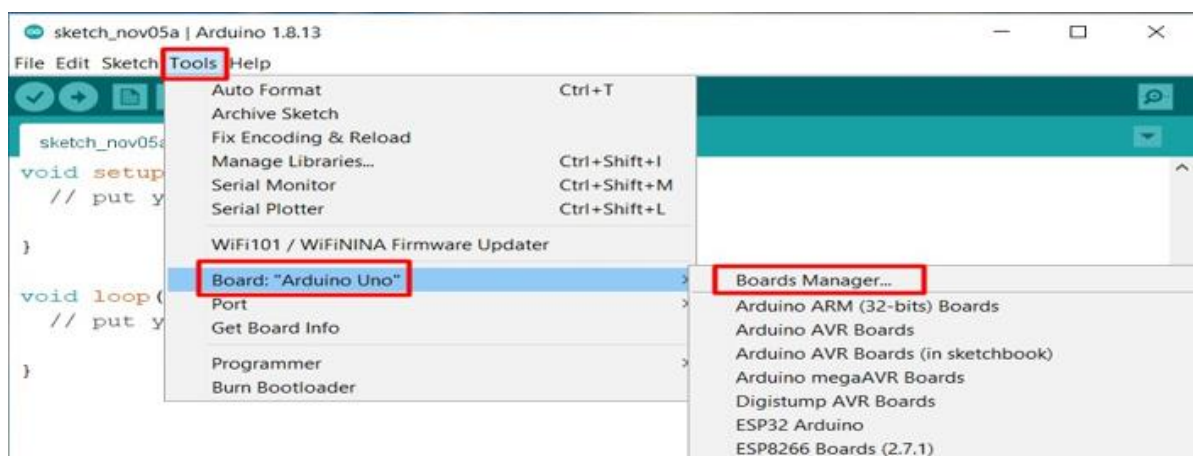 sketch_nov05a | Arduino 1.8.13
File Edit Sketch Tools Help
Auto Format Ctrl+T
Archive Sketch
Fix Encoding & Reload
Manage Libraries... Ctrl+Shift+I
Serial Monitor Ctrl+Shift+M
Serial Plotter Ctrl+Shift+L
WiFi101 / WiFiNINA Firmware Updater
Board: "Arduino Uno"
Port
Get Board Info
Programmer
Burn Bootloader
Boards Manager...
Arduino ARM (32-bits) Boards
Arduino AVR Boards
Arduino AVR Boards (in sketchbook)
Arduino megaAVR Boards
Digistump AVR Boards
ESP32 Arduino
ESP8266 Boards (2.7.1)
sketch_nov05a
void setup
// put y
}
void loop(
// put y
}